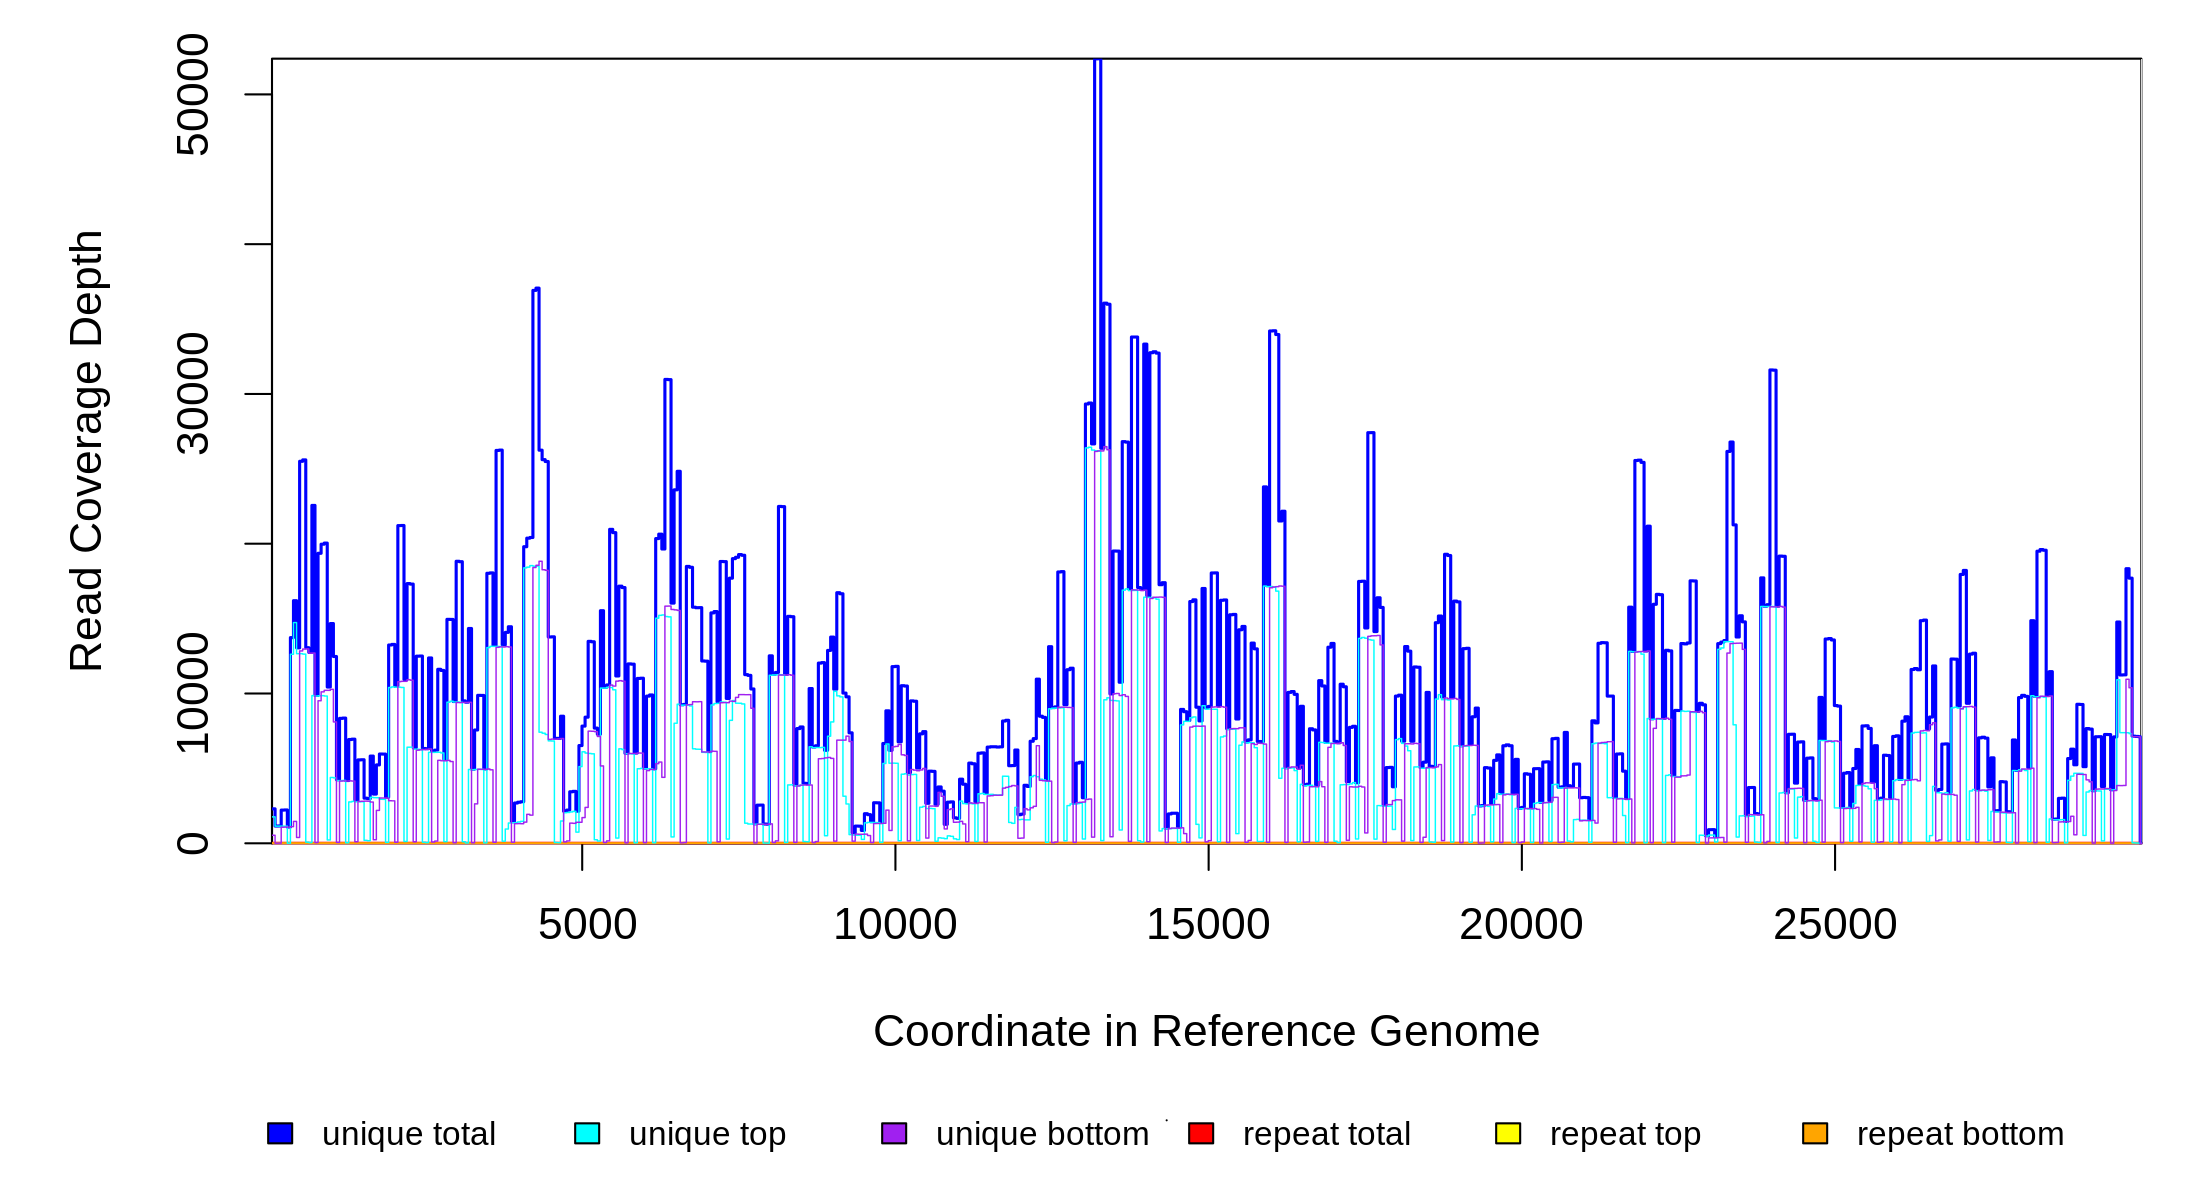 Read Coverage Depth
50000
30000
10000
0
5000 10000 15000 20000 25000
Coordinate in Reference Genome
unique total unique top unique bottom repeat total repeat top repeat bottom